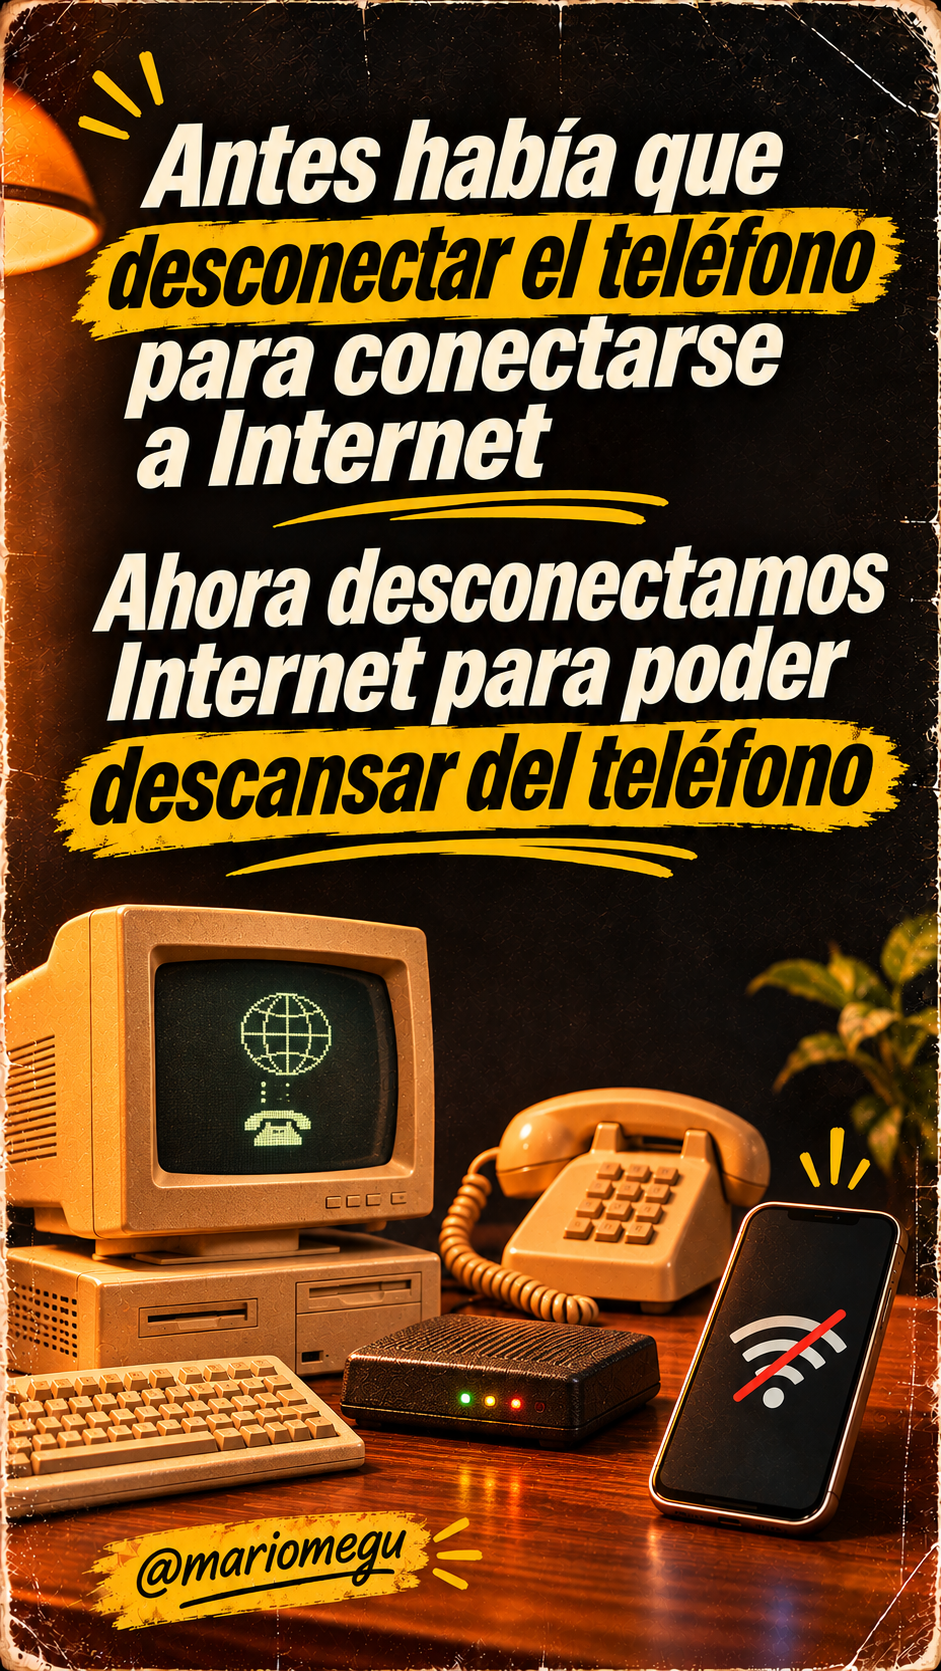 Antes había que
desconectar el teléfono
para conectarse
a Internet
Ahora desconectamos
Internet para poder
descansar del teléfono
@mariomegu